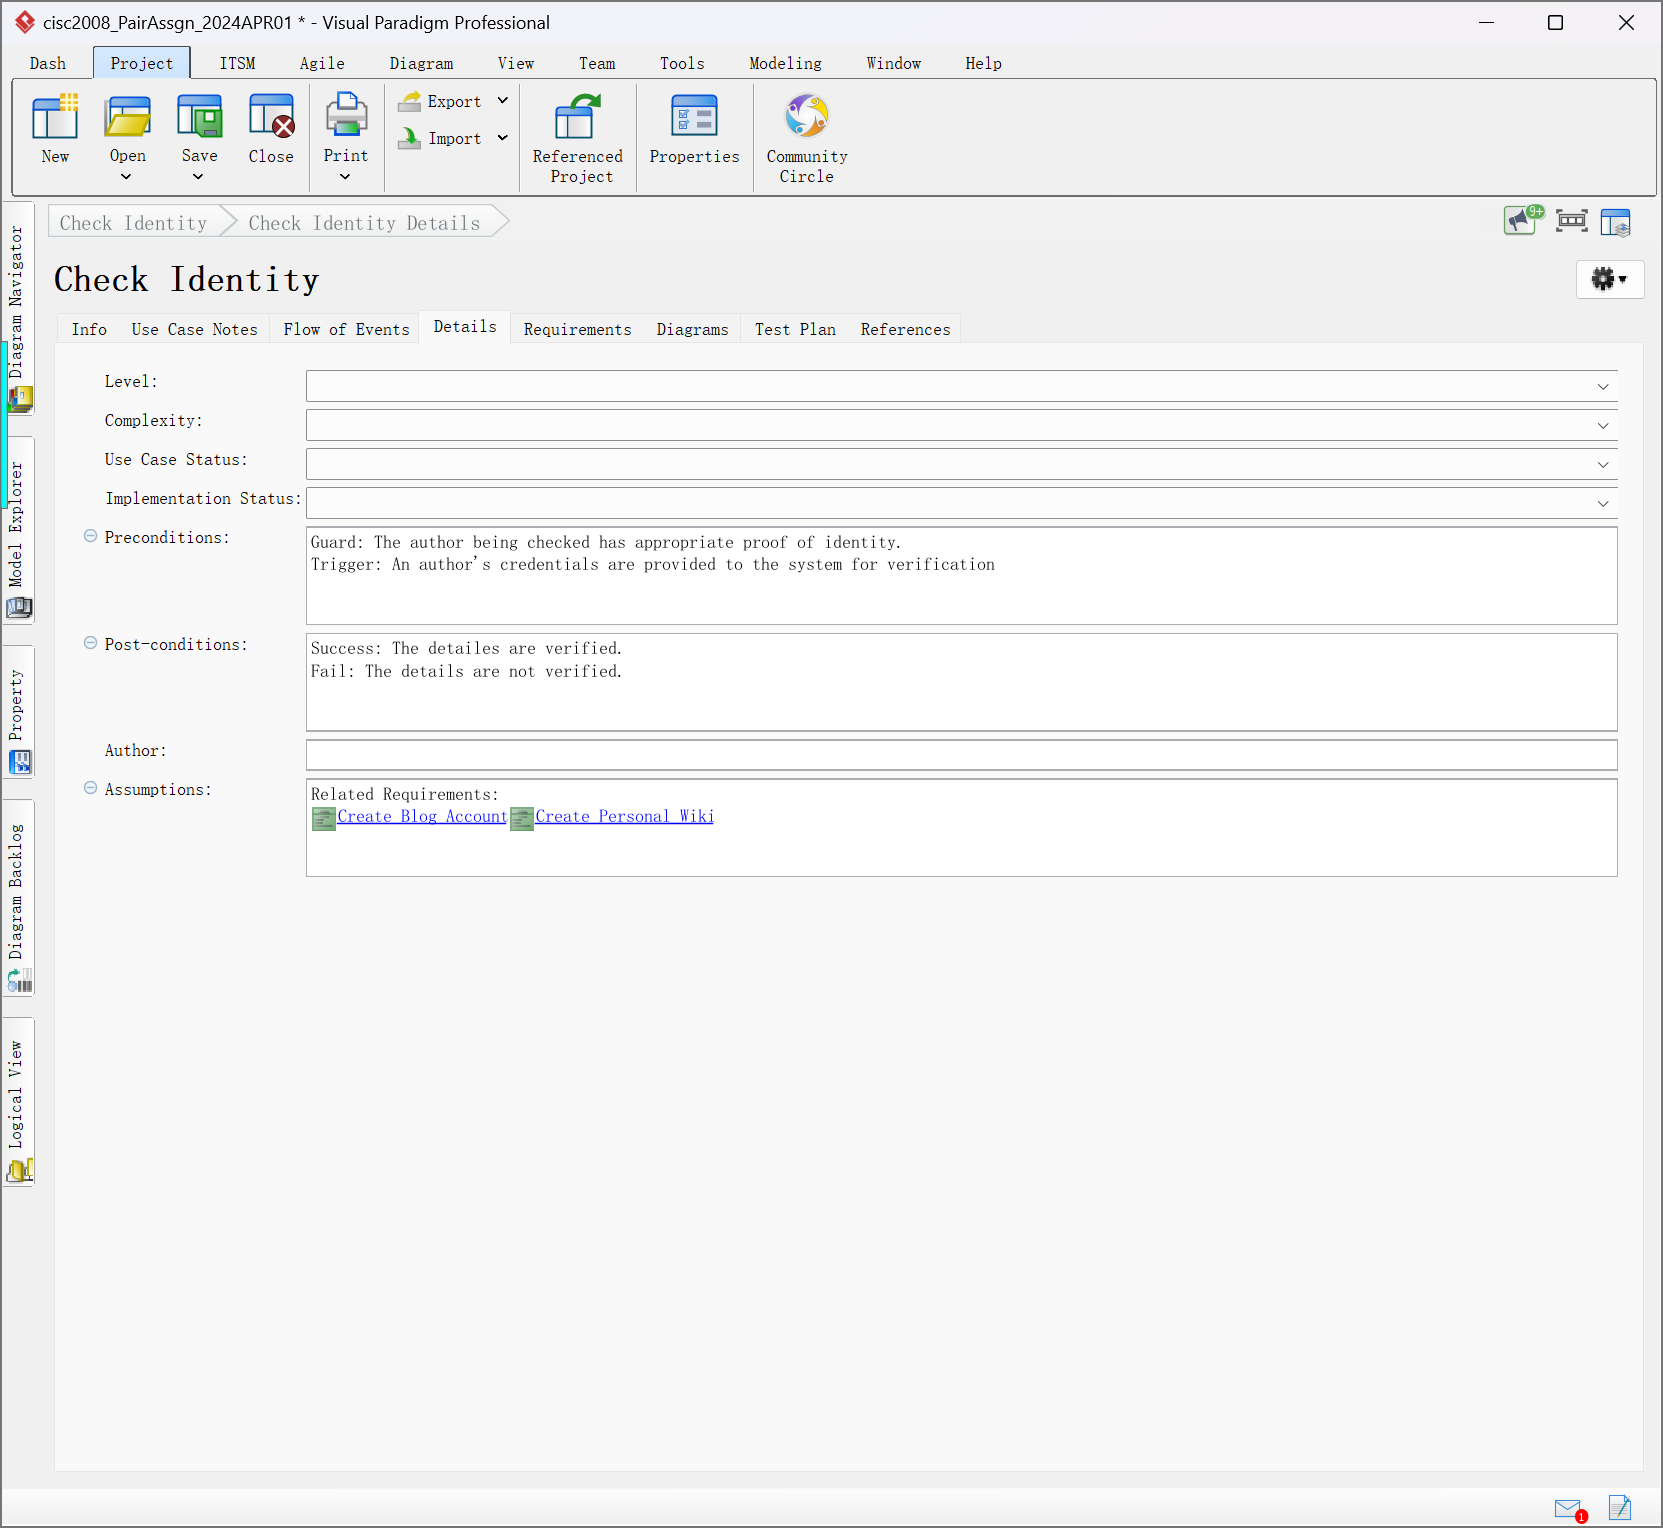 cisc2008_PairAssgn_2024APR01 * - Visual Paradigm Professional
Dash Project ITSM Agile Diagram View Team Tools Modeling Window Help
New Open Save Close Print Export Import Referenced Project Properties Community Circle
Check Identity Check Identity Details
9+
Check Identity
Info Use Case Notes Flow of Events Details Requirements Diagrams Test Plan References
Level:
Complexity:
Use Case Status:
Implementation Status:
Preconditions:
Guard: The author being checked has appropriate proof of identity.
Trigger: An author's credentials are provided to the system for verification
Post-conditions:
Success: The detailes are verified.
Fail: The details are not verified.
Author:
Assumptions:
Related Requirements:
Create Blog Account Create Personal Wiki
Diagram Navigator
Model Explorer
Property
Diagram Backlog
Logical View
1